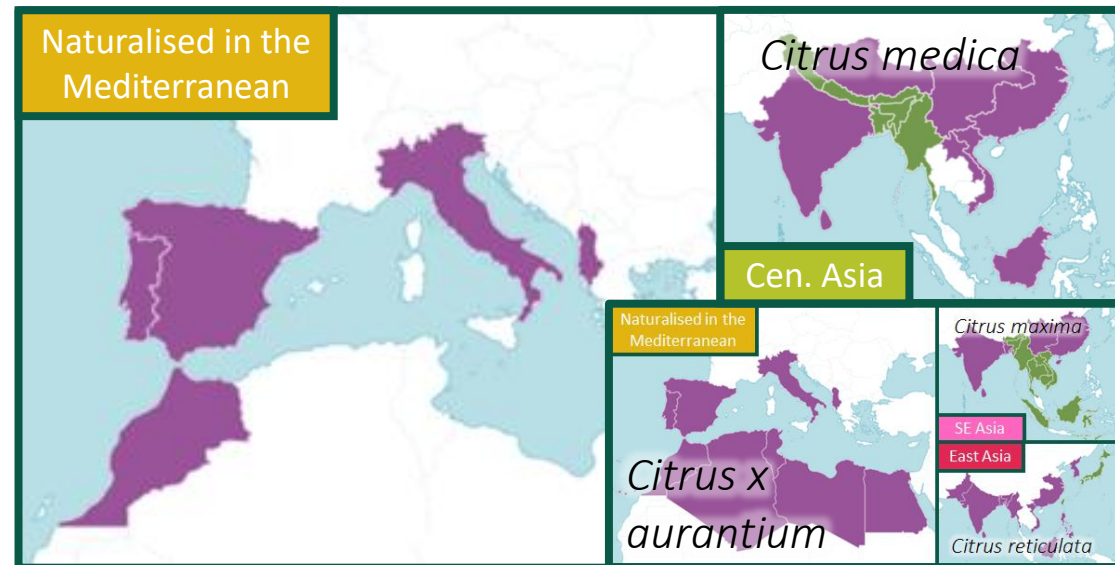 Naturalised in the
Mediterranean
Citrus medica
Cen. Asia
Naturalised in the
Mediterranean
Citrus x
aurantium
Citrus maxima
SE Asia
East Asia
Citrus reticulata